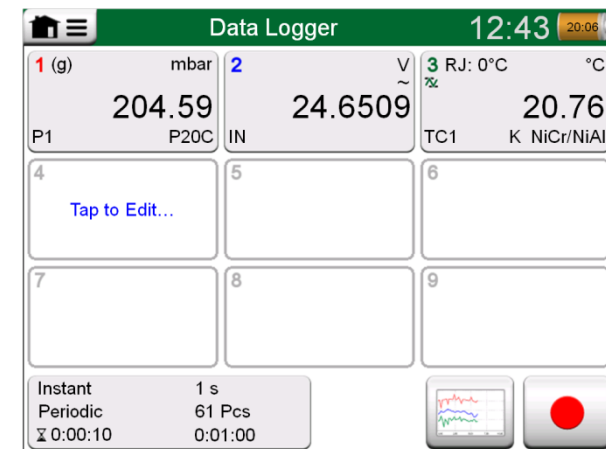 Data Logger 12:43 20:06
1 (g) mbar
204.59
P1 P20C
2 V
~
24.6509
IN
3 RJ: 0°C °C
20.76
TC1 K NiCr/NiAl
4
Tap to Edit...
5
6
7
8
9
Instant 1 s
Periodic 61 Pcs
0:00:10 0:01:00